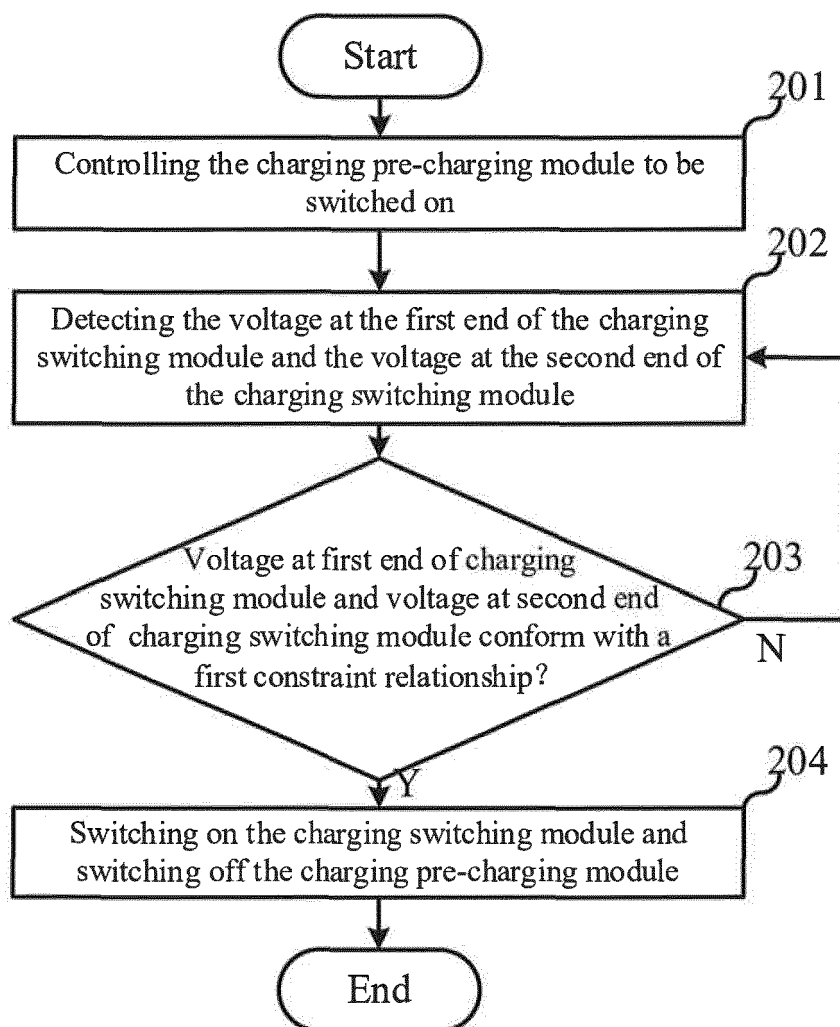 Start
201
Controlling the charging pre-charging module to be
switched on
202
Detecting the voltage at the first end of the charging
switching module and the voltage at the second end of
the charging switching module
203
Voltage at first end of charging
switching module and voltage at second end
of charging switching module conform with a
first constraint relationship?
N
Y
204
Switching on the charging switching module and
switching off the charging pre-charging module
End